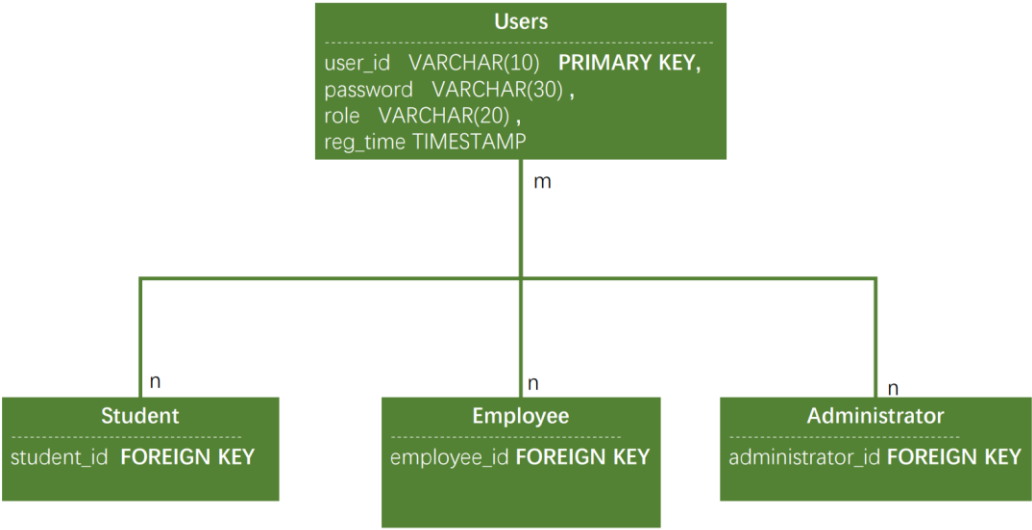 Users
user_id VARCHAR(10) PRIMARY KEY,
password VARCHAR(30) ,
role VARCHAR(20) ,
reg_time TIMESTAMP
m
n
n
n
Student
student_id FOREIGN KEY
Employee
employee_id FOREIGN KEY
Administrator
administrator_id FOREIGN KEY